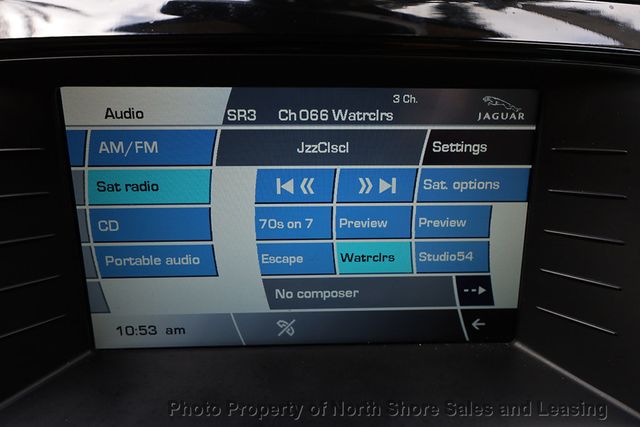 Audio
SR3 Ch 066 Watrclrs
3 Ch.
JAGUAR
AM/FM
JzzClscl
Settings
Sat radio
Sat. options
CD
70s on 7
Preview
Preview
Portable audio
Escape
Watrclrs
Studio54
No composer
10:53 am
Photo Property of North Shore Sales and Leasing